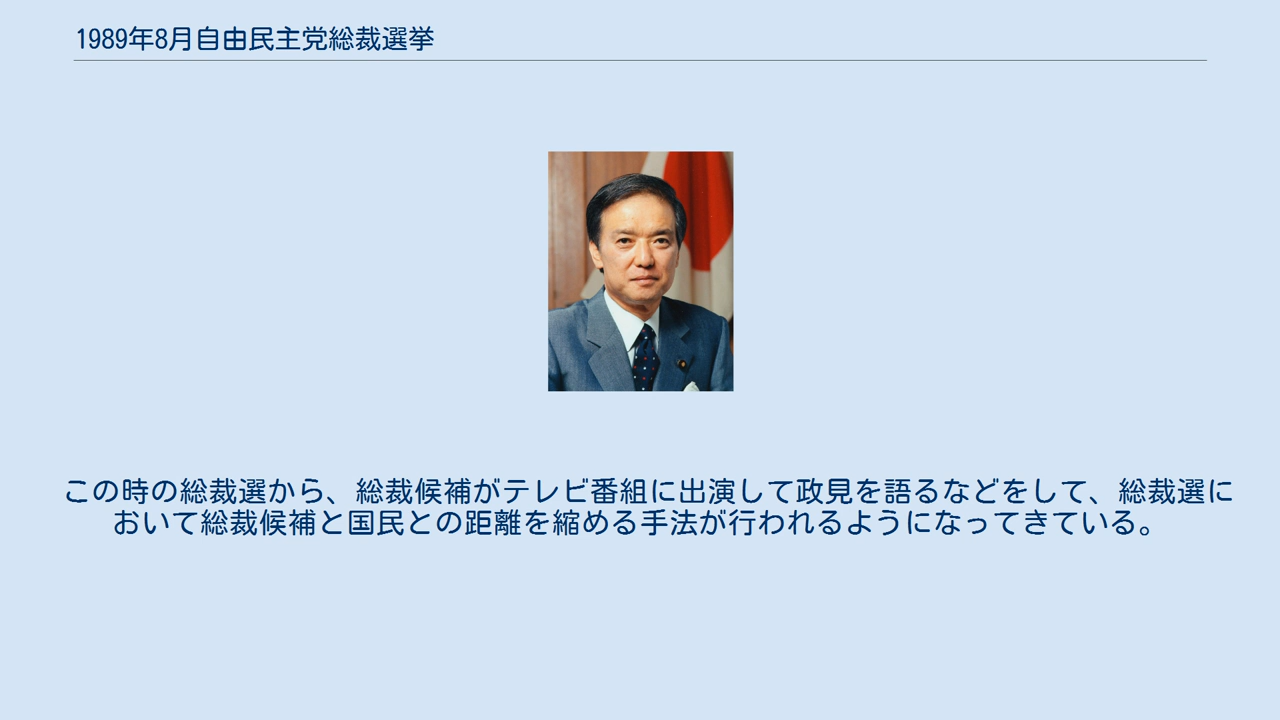 1989年8月自由民主党総裁選挙
この時の総裁選から、総裁候補がテレビ番組に出演して政見を語るなどをして、総裁選に
おいて総裁候補と国民との距離を縮める手法が行われるようになってきている。